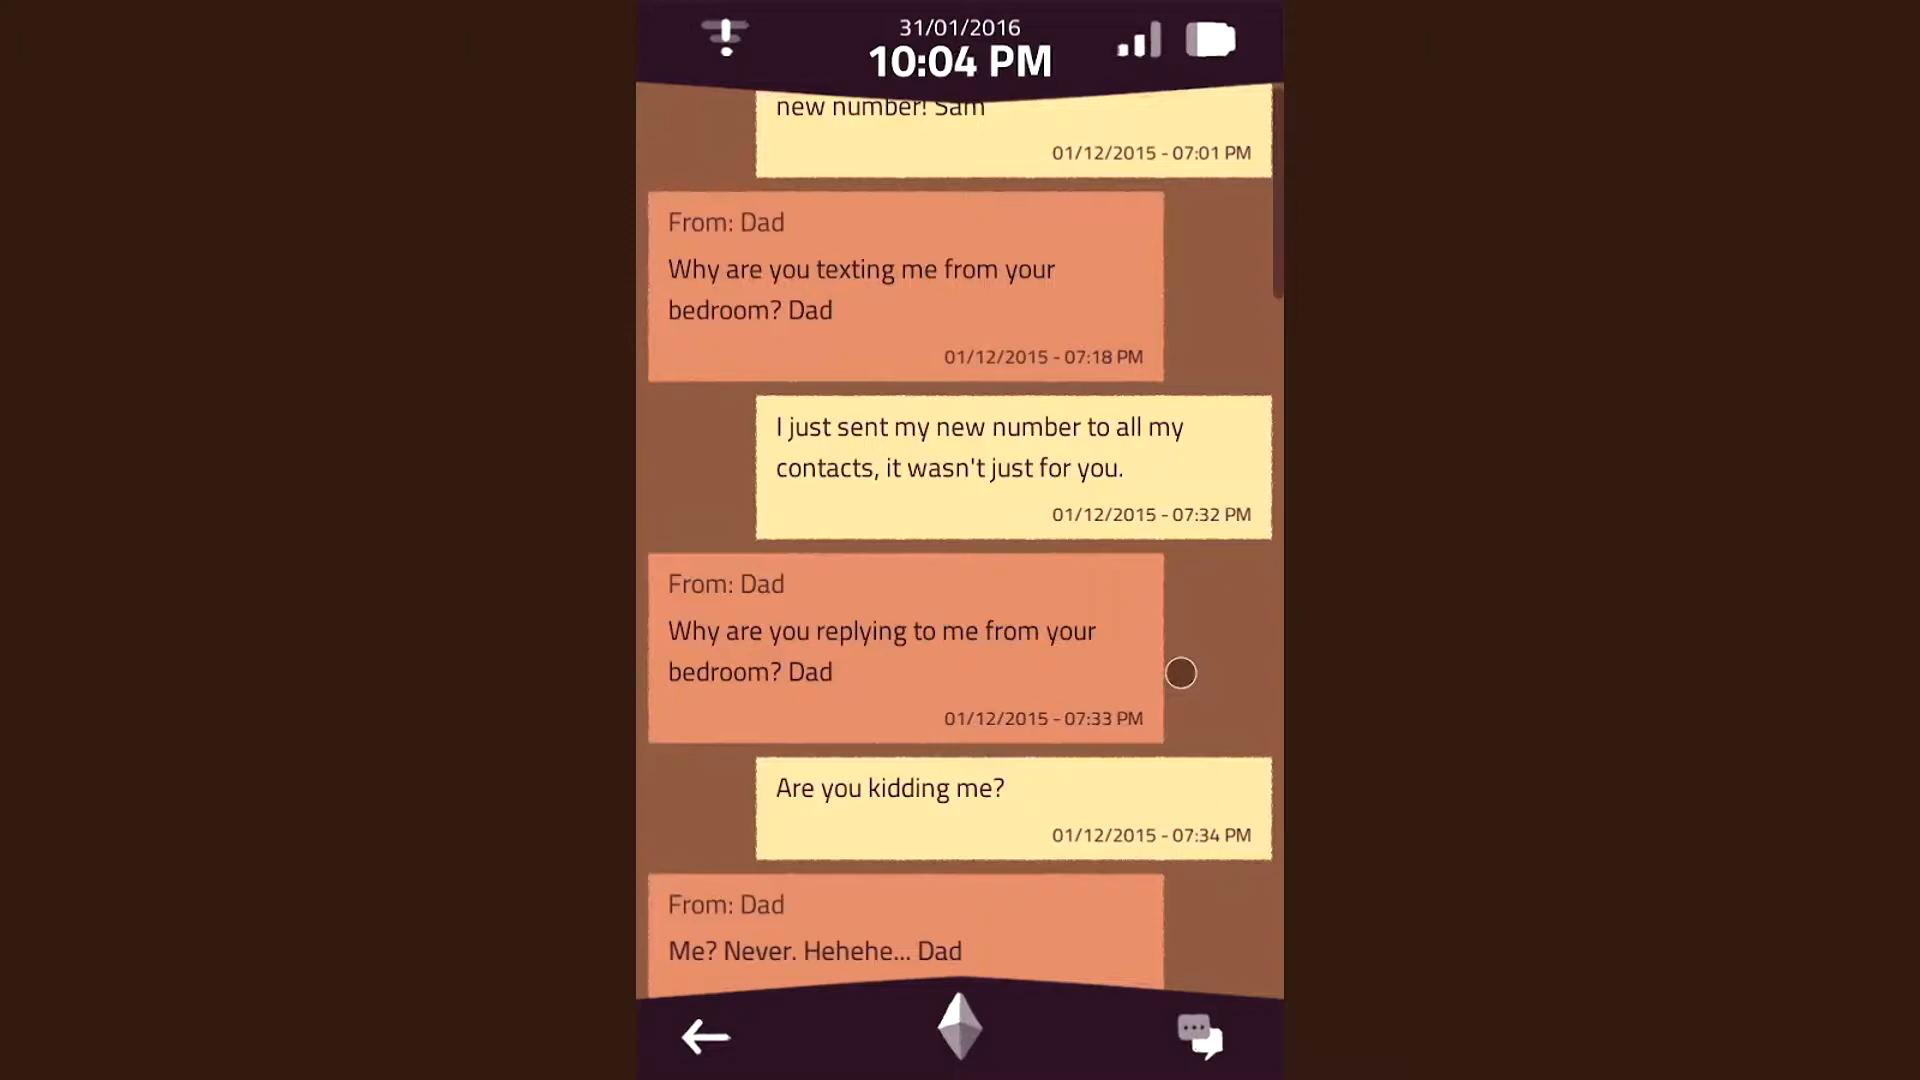 31/01/2016
10:04 PM
new number! Sam
01/12/2015 - 07:01 PM
From: Dad
Why are you texting me from your
bedroom? Dad
01/12/2015 - 07:18 PM
I just sent my new number to all my
contacts, it wasn't just for you.
01/12/2015 - 07:32 PM
From: Dad
Why are you replying to me from your
bedroom? Dad
01/12/2015 - 07:33 PM
Are you kidding me?
01/12/2015 - 07:34 PM
From: Dad
Me? Never. Hehehe... Dad